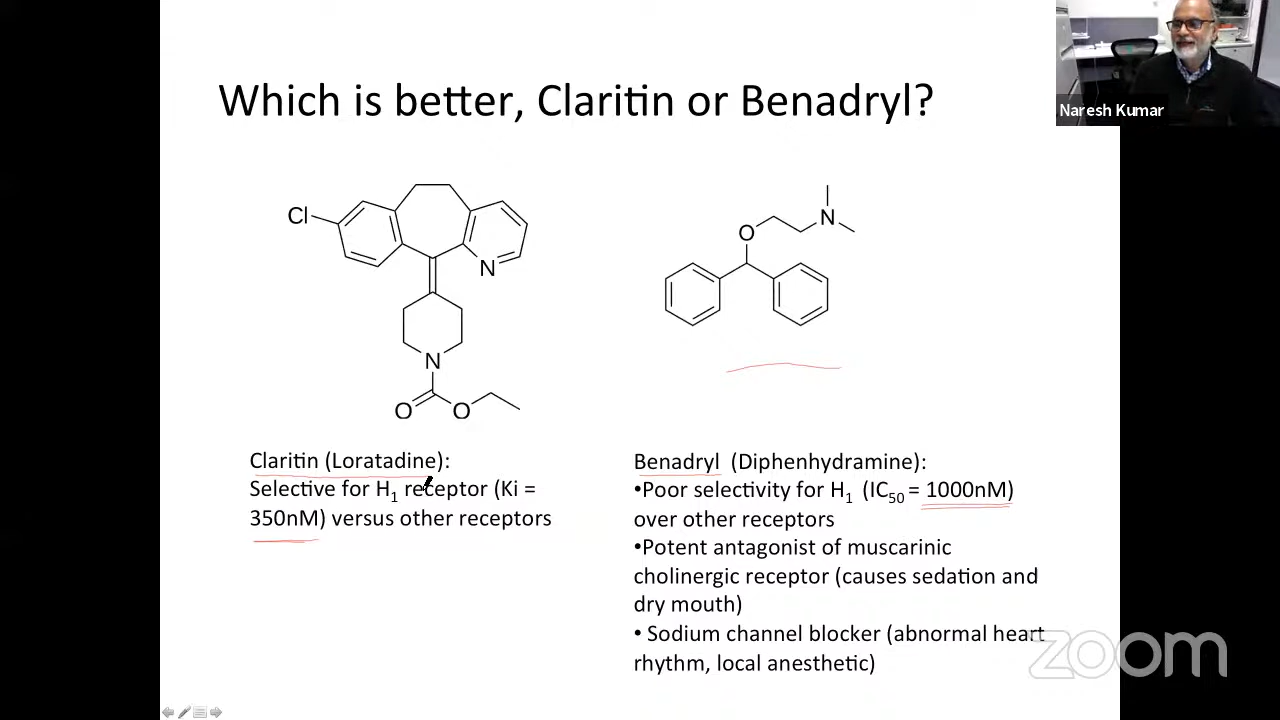 Which is better, Claritin or Benadryl?
Naresh Kumar
Cl
N
N
O
O
O
N
Claritin (Loratadine):
Selective for H1 receptor (Ki =
350nM) versus other receptors
Benadryl (Diphenhydramine):
•Poor selectivity for H1 (IC50 = 1000nM)
over other receptors
•Potent antagonist of muscarinic
cholinergic receptor (causes sedation and
dry mouth)
• Sodium channel blocker (abnormal heart
rhythm, local anesthetic)
zoom